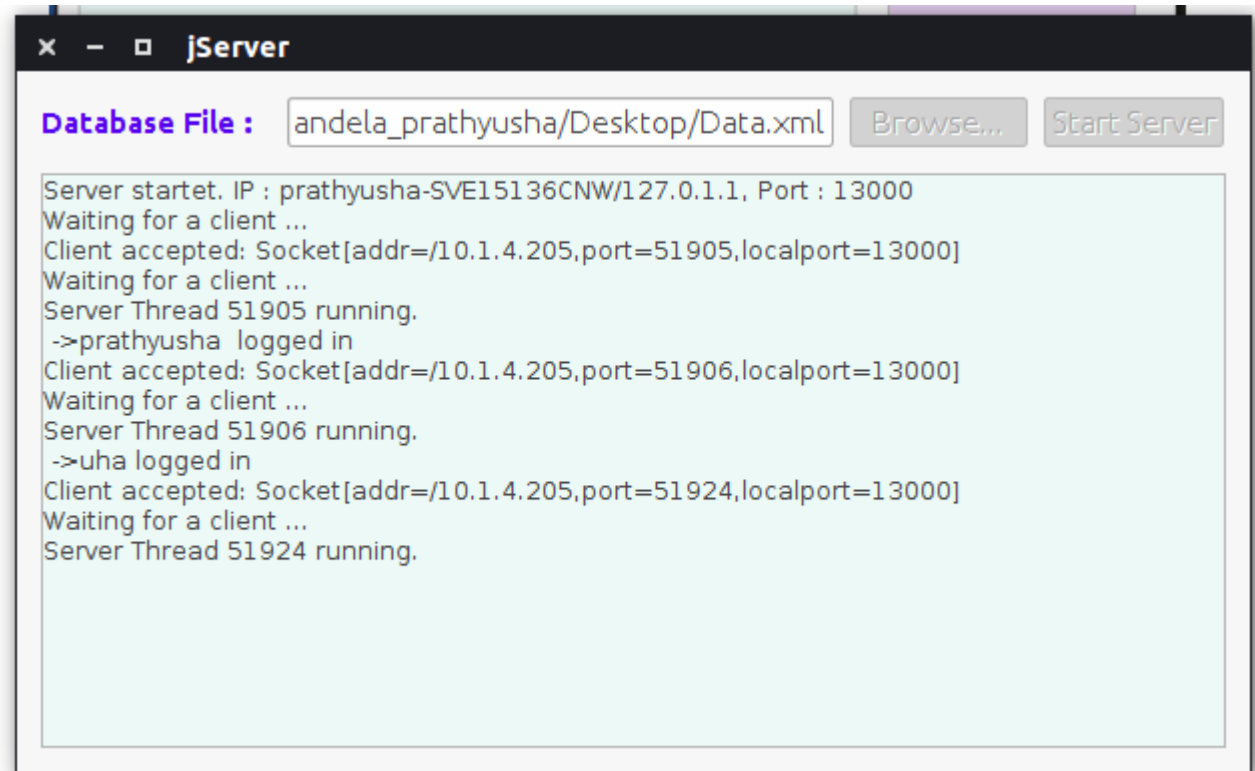 jServer
Database File : andela_prathyusha/Desktop/Data.xml Browse... Start Server
Server startet. IP : prathyusha-SVE15136CNW/127.0.1.1, Port : 13000
Waiting for a client ...
Client accepted: Socket[addr=/10.1.4.205,port=51905,localport=13000]
Waiting for a client ...
Server Thread 51905 running.
->prathyusha  logged in
Client accepted: Socket[addr=/10.1.4.205,port=51906,localport=13000]
Waiting for a client ...
Server Thread 51906 running.
->uha logged in
Client accepted: Socket[addr=/10.1.4.205,port=51924,localport=13000]
Waiting for a client ...
Server Thread 51924 running.